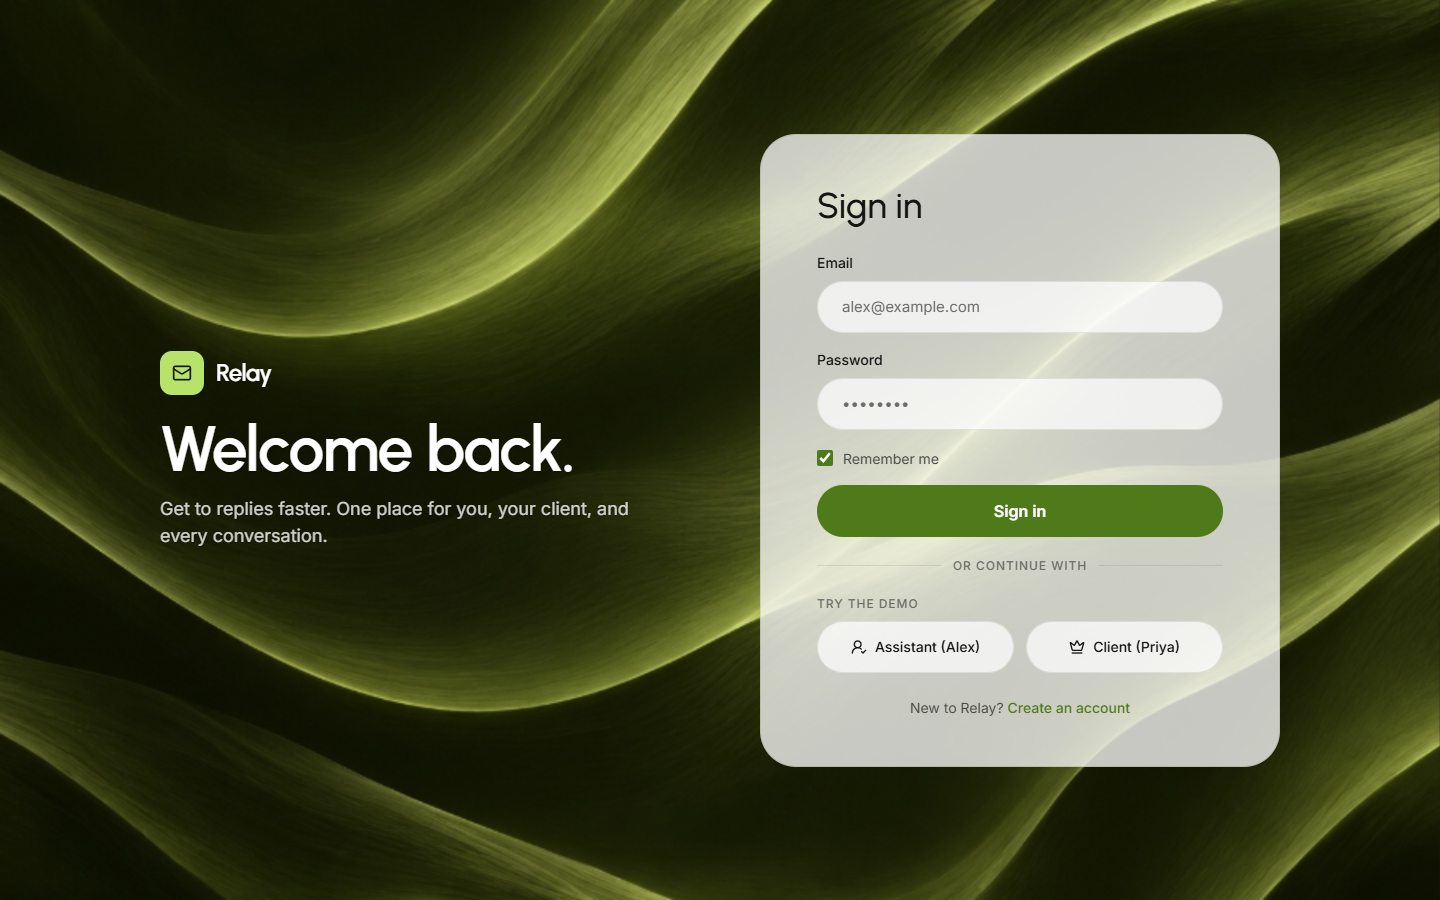 Relay
Welcome back.
Get to replies faster. One place for you, your client, and
every conversation.
Sign in
Email
alex@example.com
Password
••••••••
Remember me
Sign in
OR CONTINUE WITH
TRY THE DEMO
Assistant (Alex)
Client (Priya)
New to Relay? Create an account